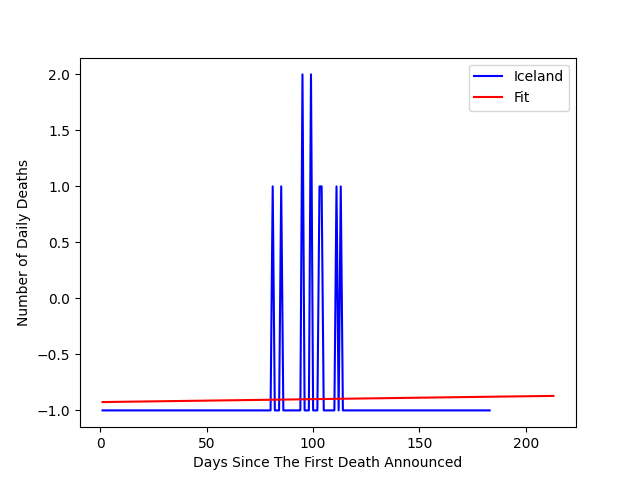 Iceland
Fit
2.0
1.5
1.0
0.5
0.0
−0.5
−1.0
Number of Daily Deaths
0 50 100 150 200
Days Since The First Death Announced